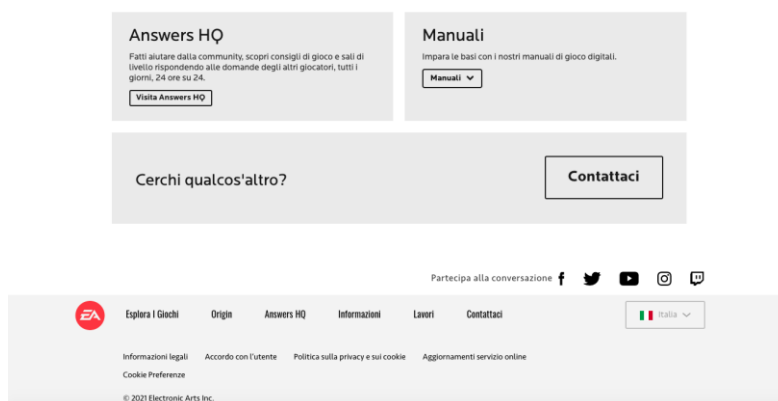 Answers HQ
Fatti aiutare dalla community, scopri consigli di gioco e sali di
livello rispondendo alle domande degli altri giocatori, tutti i
giorni, 24 ore su 24.
Visita Answers HQ
Manuali
Impara le basi con i nostri manuali di gioco digitali.
Manuali
Cerchi qualcos'altro?
Contattaci
Partecipa alla conversazione
EA
Esplora I Giochi Origin Answers HQ Informazioni Lavori Contattaci
Italia
Informazioni legali Accordo con l'utente Politica sulla privacy e sui cookie Aggiornamenti servizio online
Cookie Preferenze
© 2021 Electronic Arts Inc.